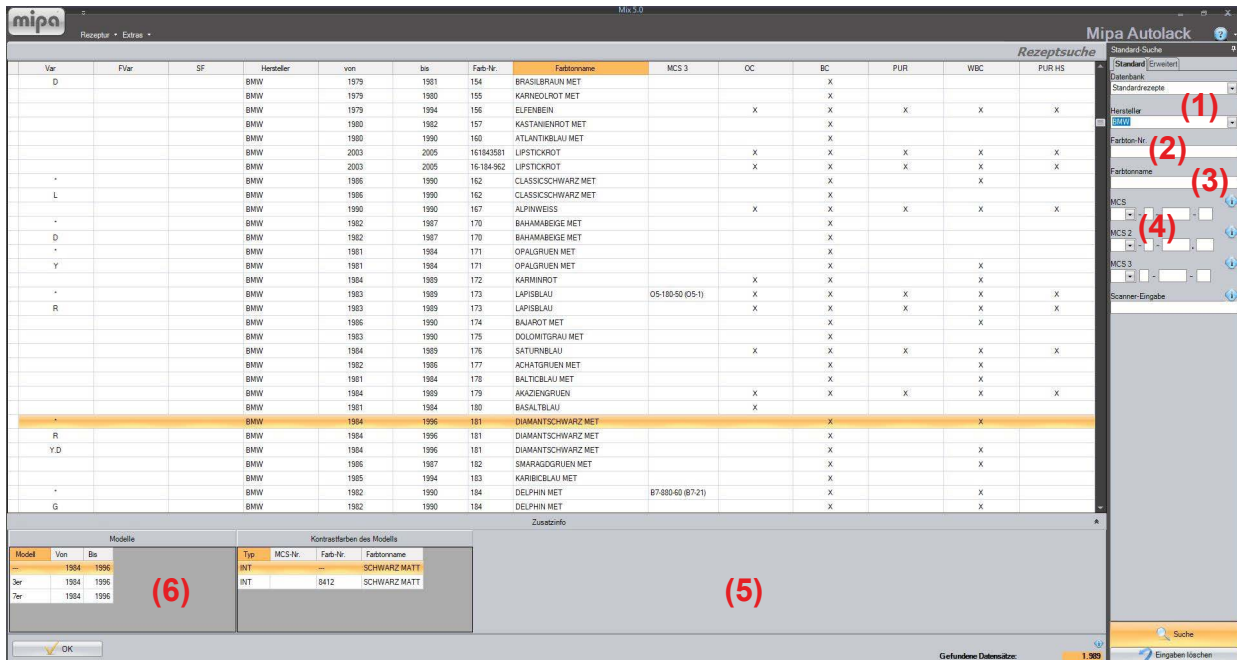 Mix 5.0
mipa
Rezeptur Extras
Mipa Autolack
Rezeptsuche
Var FVar SF Hersteller von bis Farb-Nr. Farbtonname MCS 3 OC BC PUR WBC PUR HS
D BMW 1979 1981 154 BRASILBRAUN MET X
BMW 1979 1980 155 KARNEOLROT MET X
BMW 1979 1994 156 ELFENBEIN X X X X X
BMW 1980 1982 157 KASTANIENROT MET X
BMW 1980 1990 160 ATLANTIKBLAU MET X
BMW 2003 2005 161843581 LIPSTICKROT X X X X X
BMW 2003 2005 16-184-962 LIPSTICKROT X X X X X
* BMW 1986 1990 162 CLASSICSCHWARZ MET X X
L BMW 1986 1990 162 CLASSICSCHWARZ MET X
BMW 1990 1990 167 ALPINWEISS X X X X X
* BMW 1982 1987 170 BAHAMABEIGE MET X
D BMW 1982 1987 170 BAHAMABEIGE MET X
* BMW 1981 1984 171 OPALGRUEN MET X
Y BMW 1981 1984 171 OPALGRUEN MET X X
BMW 1984 1989 172 KARMINROT X X X
* BMW 1983 1989 173 LAPISBLAU O5-180-50 (O5-1) X X X X X
R BMW 1983 1989 173 LAPISBLAU X X X X X
BMW 1986 1990 174 BAJAROT MET X X
BMW 1983 1990 175 DOLOMITGRAU MET X
BMW 1984 1989 176 SATURNBLAU X X X X X
BMW 1982 1986 177 ACHATGRUEN MET X X
BMW 1981 1984 178 BALTICBLAU MET X X
BMW 1984 1989 179 AKAZIENGRUEN X X X X X
BMW 1981 1984 180 BASALTBLAU X
* BMW 1984 1996 181 DIAMANTSCHWARZ MET X X
R BMW 1984 1996 181 DIAMANTSCHWARZ MET X
Y.D BMW 1984 1996 181 DIAMANTSCHWARZ MET X X
BMW 1986 1987 182 SMARAGDGRUEN MET X X
BMW 1985 1994 183 KARIBICBLAU MET X
* BMW 1982 1990 184 DELPHIN MET B7-880-60 (B7-21) X X
G BMW 1982 1990 184 DELPHIN MET X
Zusatzinfo
Modelle
Modell Von Bis
--- 1984 1996
3er 1984 1996
7er 1984 1996
(6)
Kontrastfarben des Modells
Typ MCS-Nr. Farb-Nr. Farbtonname
INT --- SCHWARZ MATT
INT 8412 SCHWARZ MATT
(5)
OK
Gefundene Datensätze: 1.989
Standard-Suche
Standard Erweitert
Datenbank
Standardrezepte
Hersteller
(1)
BMW
Farbton-Nr.
(2)
Farbtonname
(3)
MCS
- - -
(4)
MCS 2
- - .
MCS 3
- - -
Scanner-Eingabe
Suche
Eingaben löschen